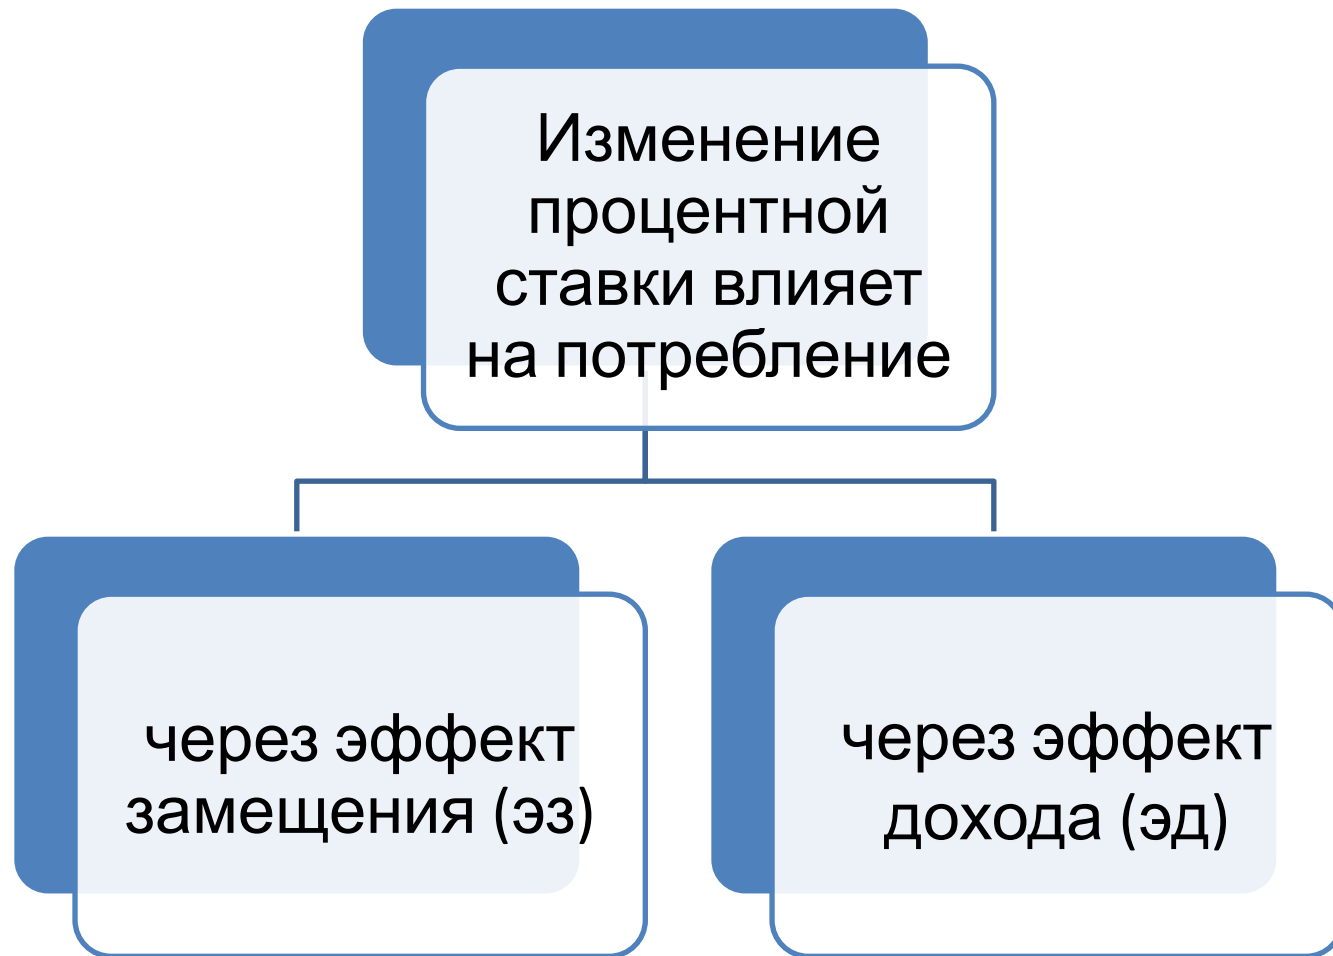 Изменение
процентной
ставки влияет
на потребление
через эффект
замещения (эз)
через эффект
дохода (эд)